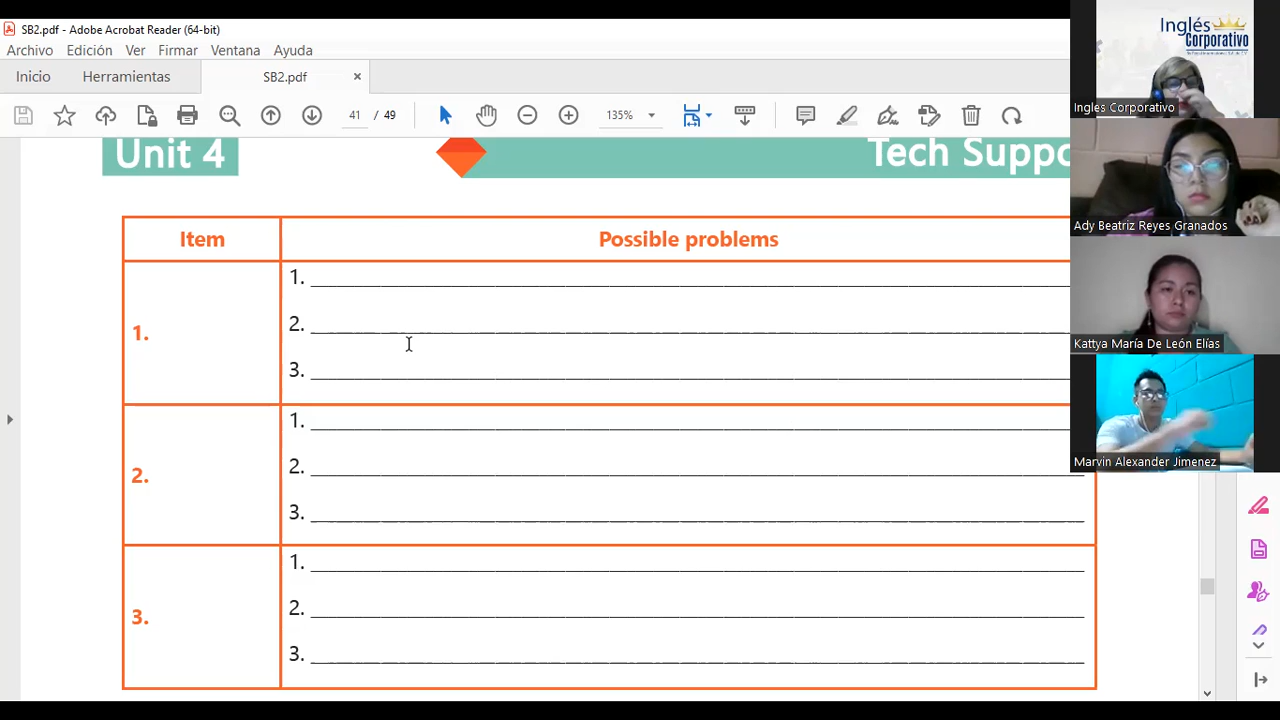 SB2.pdf - Adobe Acrobat Reader (64-bit)
Archivo Edición Ver Firmar Ventana Ayuda
Inicio Herramientas SB2.pdf ×
41 / 49 135%
Unit 4 Tech Suppo
Item Possible problems
1.
1.
2.
3.
2.
1.
2.
3.
3.
1.
2.
3.
Inglés
Corporativo
Ingles Corporativo
Ady Beatriz Reyes Granados
Kattya María De León Elías
Marvin Alexander Jimenez